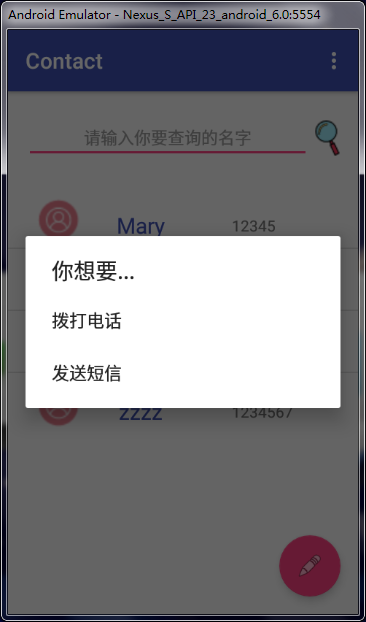 Android Emulator - Nexus_S_API_23_android_6.0:5554
Contact
请输入你要查询的名字
Mary 12345
你想要...
拨打电话
发送短信
zzzz 1234567